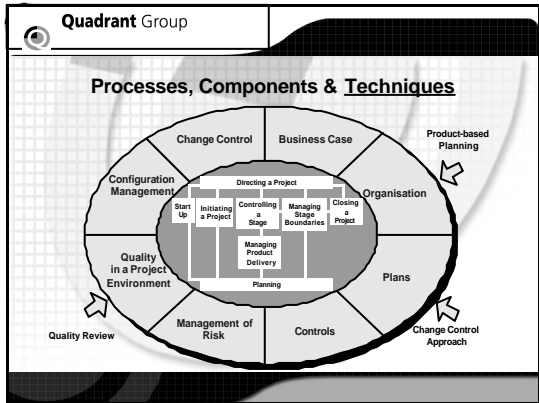 Quadrant Group
Processes, Components & Techniques
Change Control
Business Case
Product-based
Planning
Configuration
Management
Directing a Project
Organisation
Start
Up
Initiating
a Project
Controlling
a
Stage
Managing
Stage
Boundaries
Closing
a
Project
Managing
Product
Delivery
Quality
in a Project
Environment
Planning
Plans
Management of
Risk
Controls
Quality Review
Change Control
Approach